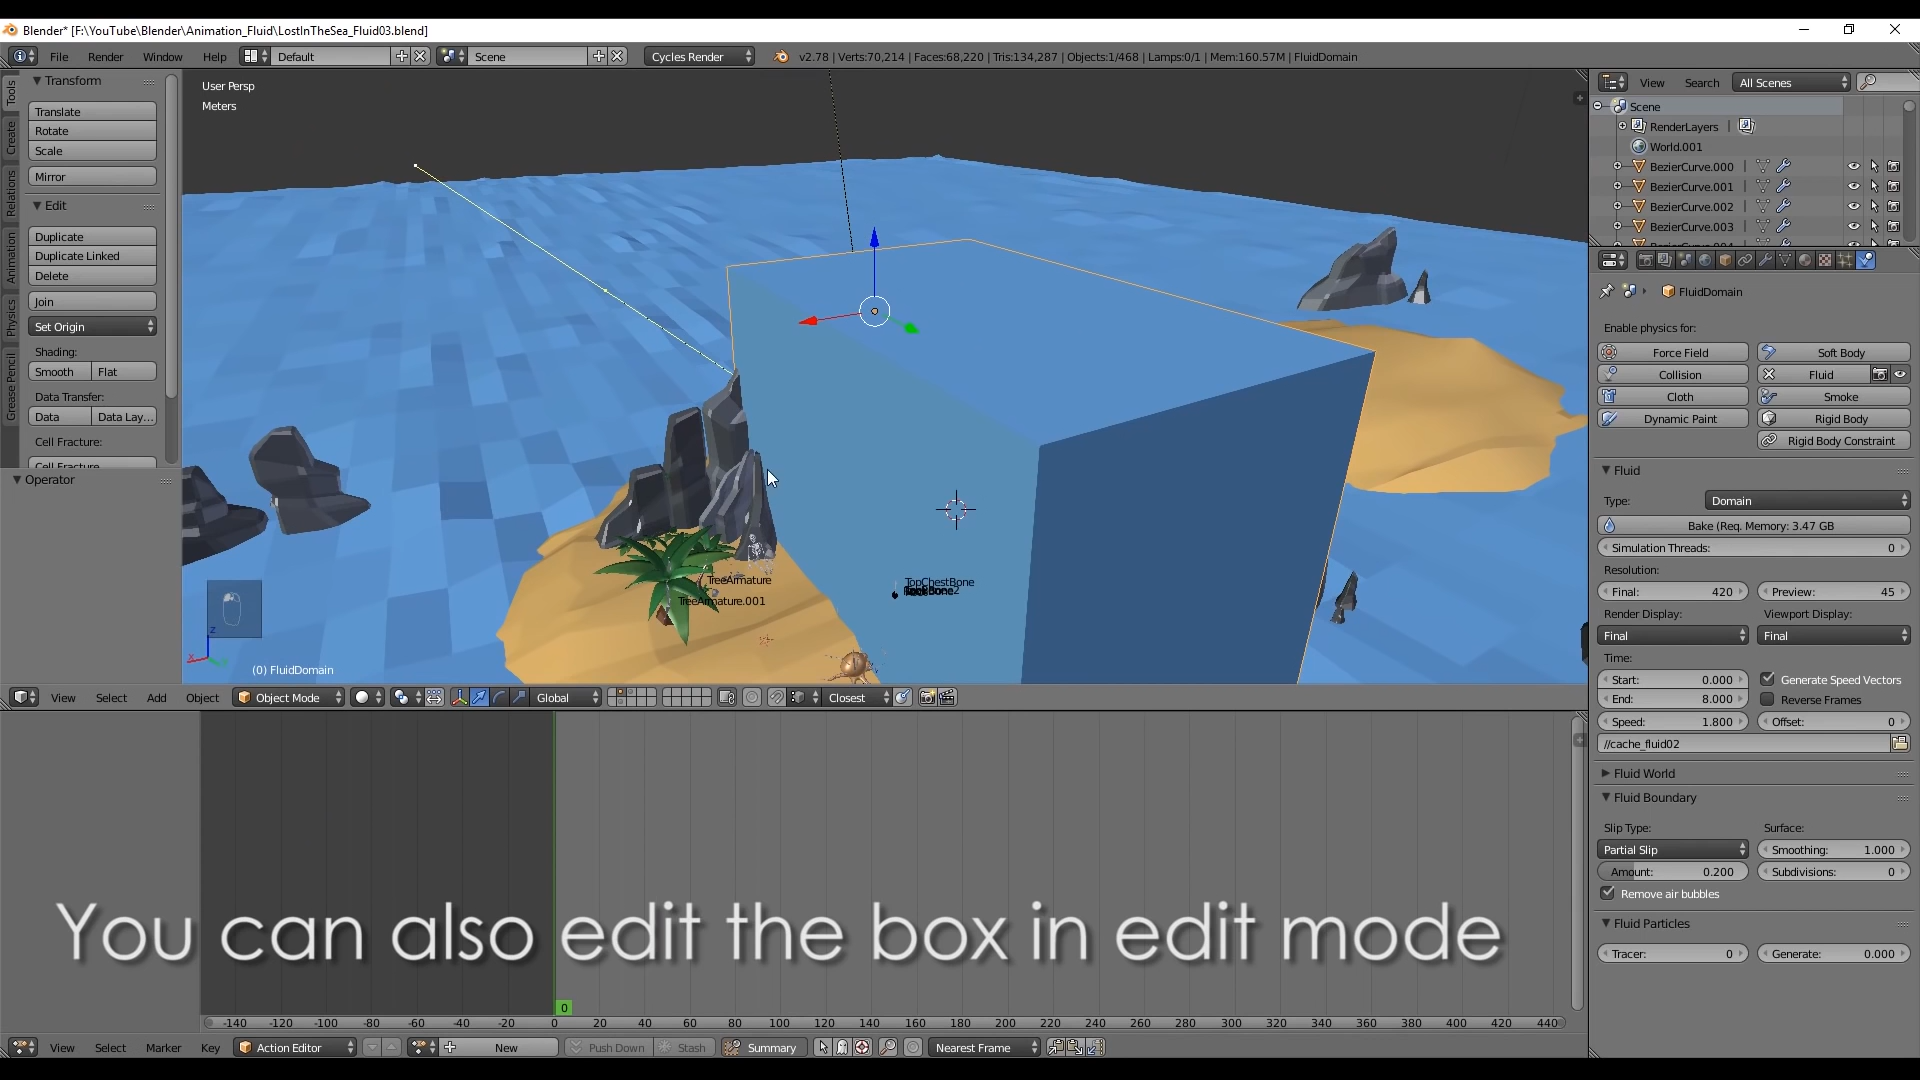 Blender* [F:\YouTube\Blender\Animation_Fluid\LostInTheSea_Fluid03.blend]
File Render Window Help Default Scene Cycles Render v2.78 | Verts:70,214 | Faces:68,220 | Tris:134,287 | Objects:1/468 | Lamps:0/1 | Mem:160.57M | FluidDomain
Tools
Create
Relations
Animation
Physics
Grease Pencil
Transform
Translate
Rotate
Scale
Mirror
Edit
Duplicate
Duplicate Linked
Delete
Join
Set Origin
Shading:
Smooth Flat
Data Transfer:
Data Data Lay...
Cell Fracture:
Cell Fracture
Operator
User Persp
Meters
TreeArmature
TreeArmature.001
TopChestBone
z
(0) FluidDomain
View Select Add Object Object Mode Global Closest
View Search All Scenes
Scene
RenderLayers
World.001
BezierCurve.000
BezierCurve.001
BezierCurve.002
BezierCurve.003
FluidDomain
Enable physics for:
Force Field Soft Body
Collision Fluid
Cloth Smoke
Dynamic Paint Rigid Body
Rigid Body Constraint
Fluid
Type: Domain
Bake (Req. Memory: 3.47 GB
Simulation Threads: 0
Resolution:
Final: 420 Preview: 45
Render Display: Viewport Display:
Final Final
Time:
Start: 0.000 Generate Speed Vectors
End: 8.000 Reverse Frames
Speed: 1.800 Offset: 0
//cache_fluid02
Fluid World
Fluid Boundary
Slip Type: Surface:
Partial Slip Smoothing: 1.000
Amount: 0.200 Subdivisions: 0
Remove air bubbles
Fluid Particles
Tracer: 0 Generate: 0.000
You can also edit the box in edit mode
0
-140 -120 -100 -80 -60 -40 -20 0 20 40 60 80 100 120 140 160 180 200 220 240 260 280 300 320 340 360 380 400 420 440
View Select Marker Key Action Editor New Push Down Stash Summary Nearest Frame